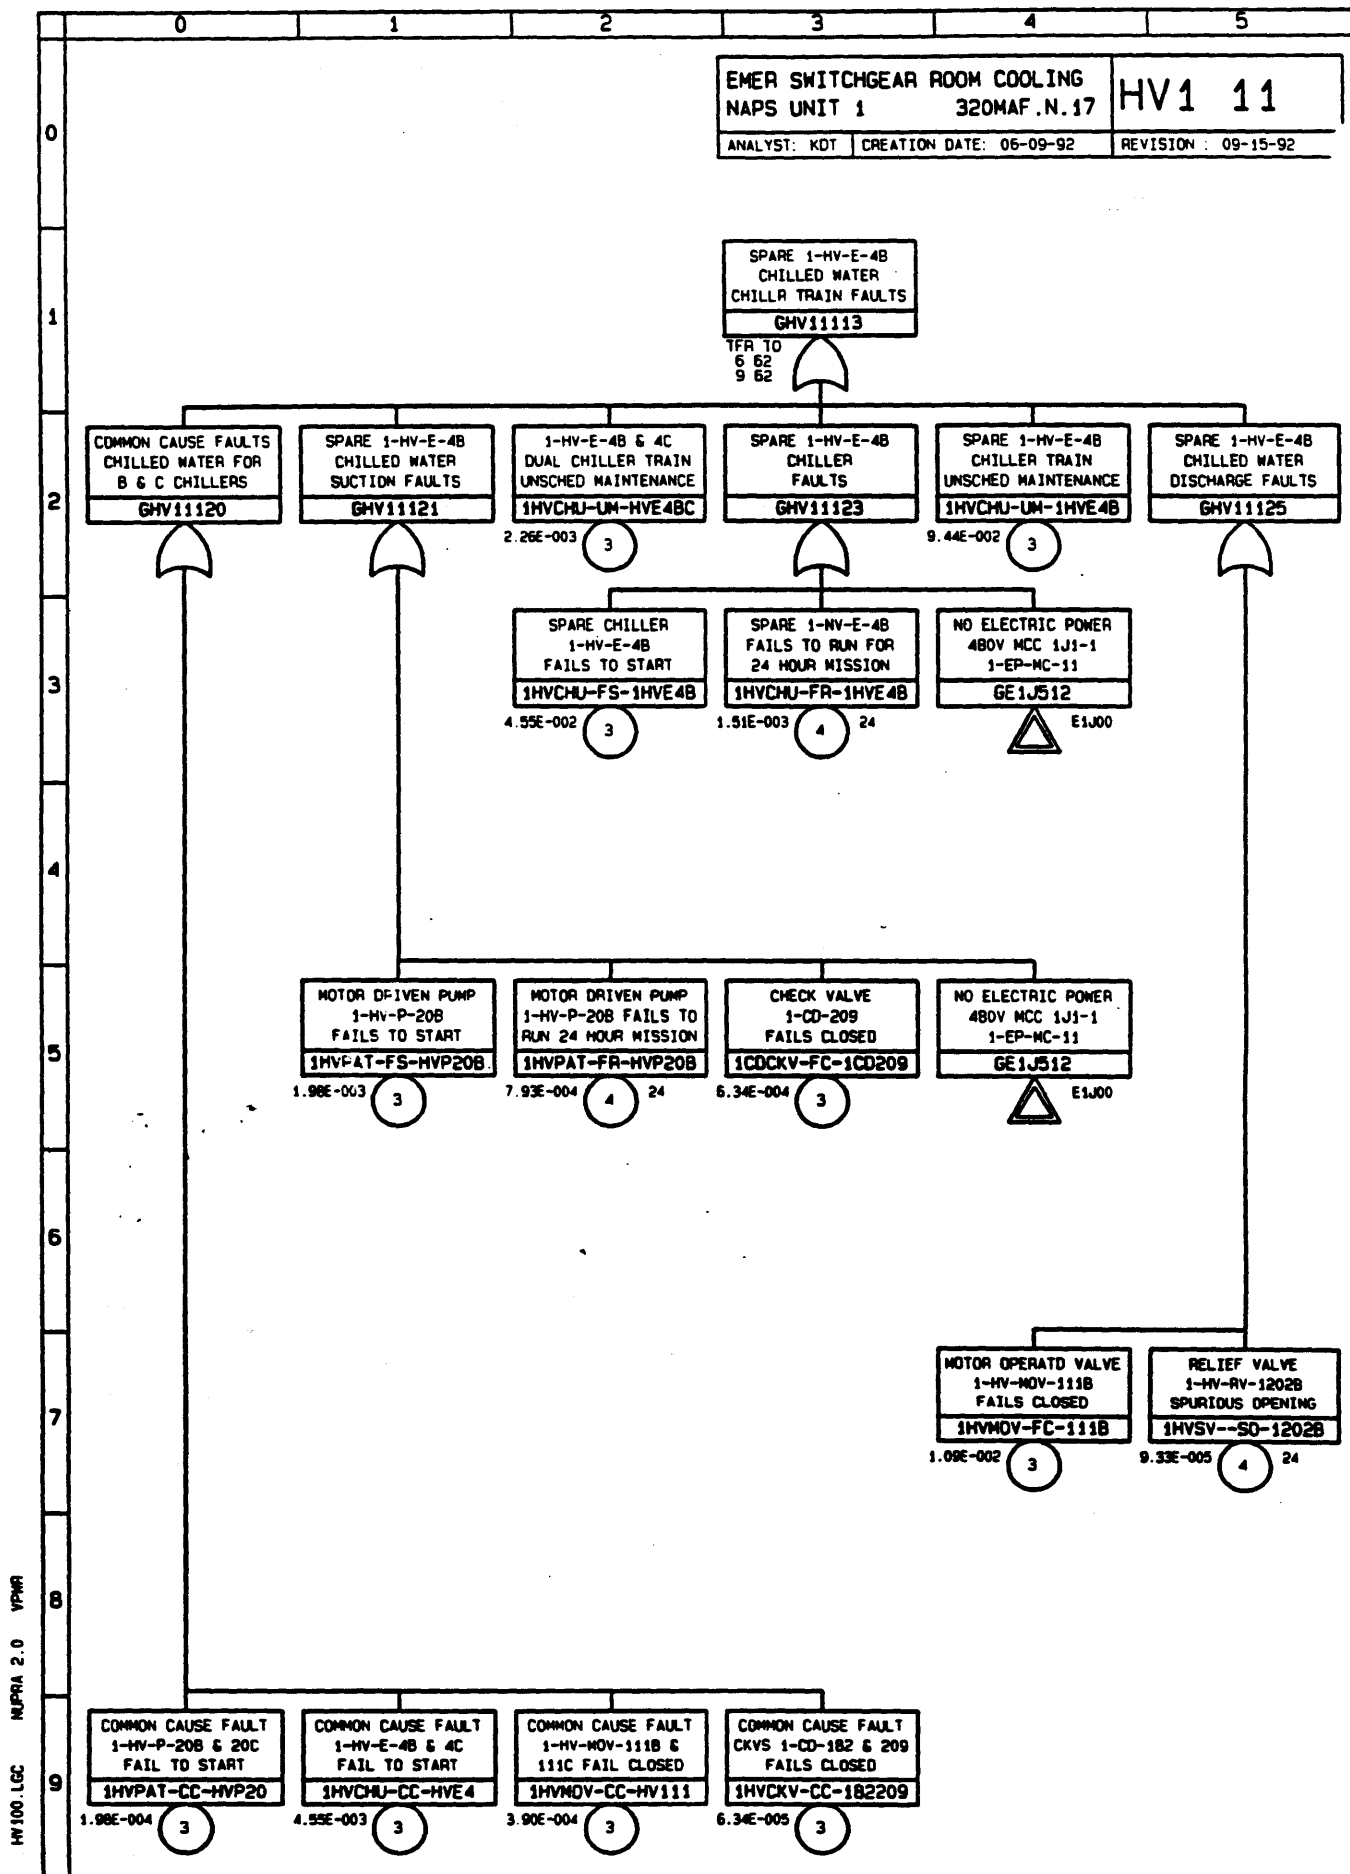 0 1 2 3 4 5
EMER SWITCHGEAR ROOM COOLING
NAPS UNIT 1 320MAF.N.17
HV1 11
ANALYST: KDT CREATION DATE: 06-09-92 REVISION : 09-15-92
0
SPARE 1-HV-E-4B
CHILLED WATER
CHILLR TRAIN FAULTS
GHV11113
TFR TO
6 62
9 62
1
COMMON CAUSE FAULTS
CHILLED WATER FOR
B & C CHILLERS
GHV11120
SPARE 1-HV-E-4B
CHILLED WATER
SUCTION FAULTS
GHV11121
1-HV-E-4B & 4C
DUAL CHILLER TRAIN
UNSCHED MAINTENANCE
1HVCHU-UM-HVE4BC
2.26E-003 3
SPARE 1-HV-E-4B
CHILLER
FAULTS
GHV11123
SPARE 1-HV-E-4B
CHILLER TRAIN
UNSCHED MAINTENANCE
1HVCHU-UM-1HVE4B
9.44E-002 3
SPARE 1-HV-E-4B
CHILLED WATER
DISCHARGE FAULTS
GHV11125
2
SPARE CHILLER
1-HV-E-4B
FAILS TO START
1HVCHU-FS-1HVE4B
4.55E-002 3
SPARE 1-NV-E-4B
FAILS TO RUN FOR
24 HOUR MISSION
1HVCHU-FR-1HVE4B
1.51E-003 4 24
NO ELECTRIC POWER
480V MCC 1J1-1
1-EP-MC-11
GE1J512
E1J00
3
4
MOTOR DRIVEN PUMP
1-HV-P-20B
FAILS TO START
1HVPAT-FS-HVP20B
1.98E-003 3
MOTOR DRIVEN PUMP
1-HV-P-20B FAILS TO
RUN 24 HOUR MISSION
1HVPAT-FR-HVP20B
7.93E-004 4 24
CHECK VALVE
1-CD-209
FAILS CLOSED
1CDCKV-FC-1CD209
6.34E-004 3
NO ELECTRIC POWER
480V MCC 1J1-1
1-EP-MC-11
GE1J512
E1J00
5
6
MOTOR OPERATD VALVE
1-HV-MOV-111B
FAILS CLOSED
1HVMOV-FC-111B
1.09E-002 3
RELIEF VALVE
1-HV-RV-1202B
SPURIOUS OPENING
1HVSV--SO-1202B
9.33E-005 4 24
7
8
COMMON CAUSE FAULT
1-HV-P-20B & 20C
FAIL TO START
1HVPAT-CC-HVP20
1.98E-004 3
COMMON CAUSE FAULT
1-HV-E-4B & 4C
FAIL TO START
1HVCHU-CC-HVE4
4.55E-003 3
COMMON CAUSE FAULT
1-HV-MOV-111B &
111C FAIL CLOSED
1HVMOV-CC-HV111
3.90E-004 3
COMMON CAUSE FAULT
CKVS 1-CD-182 & 209
FAILS CLOSED
1HVCKV-CC-182209
6.34E-005 3
9
HV100.LGC NUPRA 2.0 VPWR